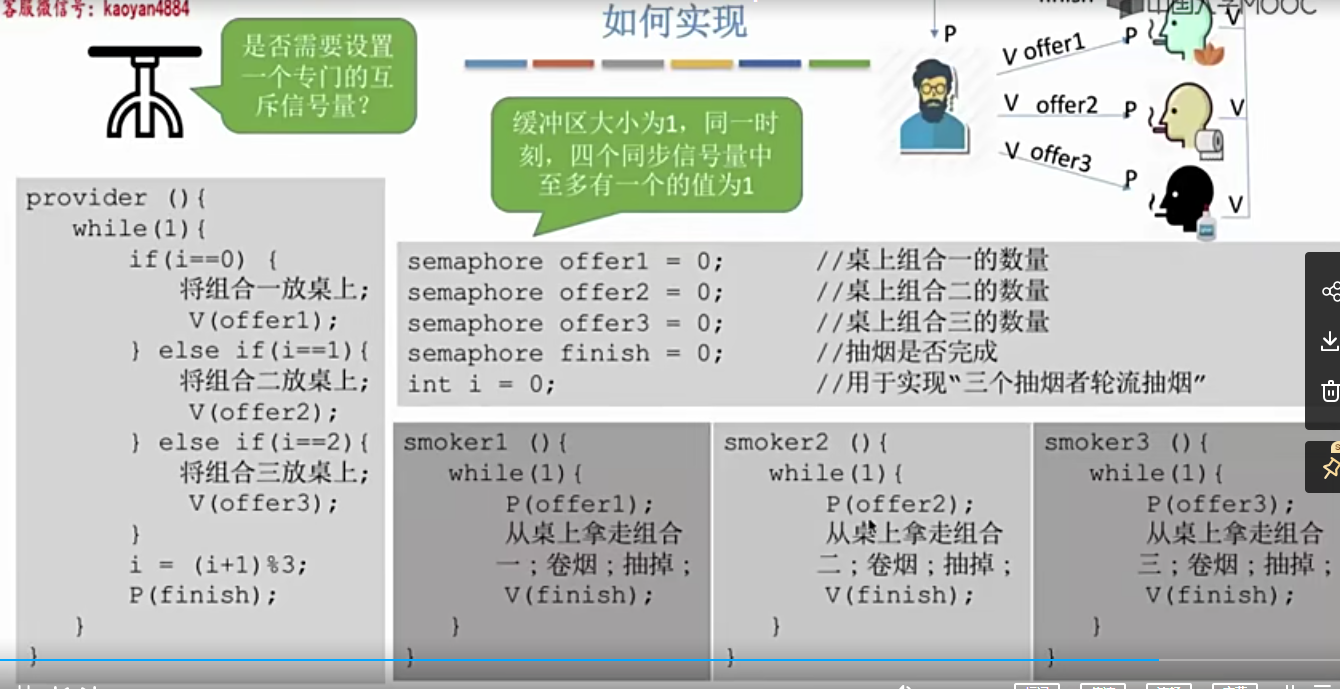 客服微信号：kaoyan4884
如何实现
中国大学MOOC
是否需要设置
一个专门的互
斥信号量？
缓冲区大小为1，同一时
刻，四个同步信号量中
至多有一个的值为1
P
V offer1
P
V
V offer2
P
V
V offer3
P
V
provider (){
while(1){
if(i==0) {
将组合一放桌上;
V(offer1);
} else if(i==1){
将组合二放桌上;
V(offer2);
} else if(i==2){
将组合三放桌上;
V(offer3);
}
i = (i+1)%3;
P(finish);
}
}
semaphore offer1 = 0; //桌上组合一的数量
semaphore offer2 = 0; //桌上组合二的数量
semaphore offer3 = 0; //桌上组合三的数量
semaphore finish = 0; //抽烟是否完成
int i = 0; //用于实现“三个抽烟者轮流抽烟”
smoker1 (){
while(1){
P(offer1);
从桌上拿走组合
一；卷烟；抽掉；
V(finish);
}
}
smoker2 (){
while(1){
P(offer2);
从桌上拿走组合
二；卷烟；抽掉；
V(finish);
}
}
smoker3 (){
while(1){
P(offer3);
从桌上拿走组合
三；卷烟；抽掉；
V(finish);
}
}